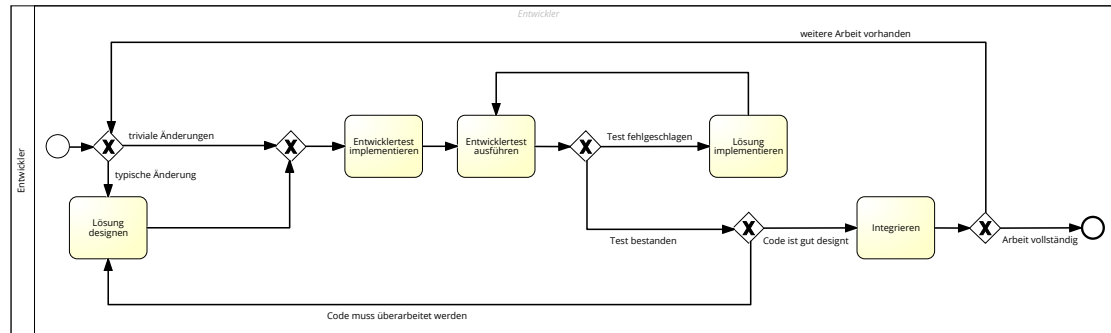 Entwickler
Entwickler
weitere Arbeit vorhanden
triviale Änderungen
typische Änderung
Lösung
designen
Entwicklertest
implementieren
Entwicklertest
ausführen
Test fehlgeschlagen
Lösung
implementieren
Test bestanden
Code ist gut designt
Integrieren
Arbeit vollständig
Code muss überarbeitet werden